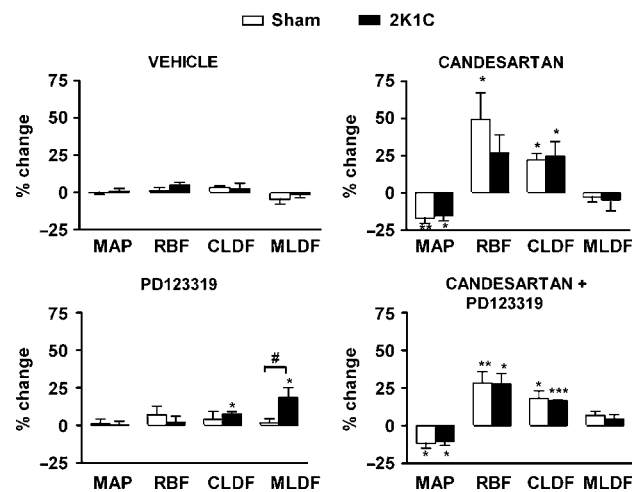 Sham 2K1C
VEHICLE
% change
75
50
25
0
−25
MAP RBF CLDF MLDF
CANDESARTAN
% change
75
50
25
0
−25
*
* *
** *
MAP RBF CLDF MLDF
PD123319
% change
75
50
25
0
−25
#
* *
MAP RBF CLDF MLDF
CANDESARTAN +
PD123319
% change
75
50
25
0
−25
** * * ***
* *
MAP RBF CLDF MLDF